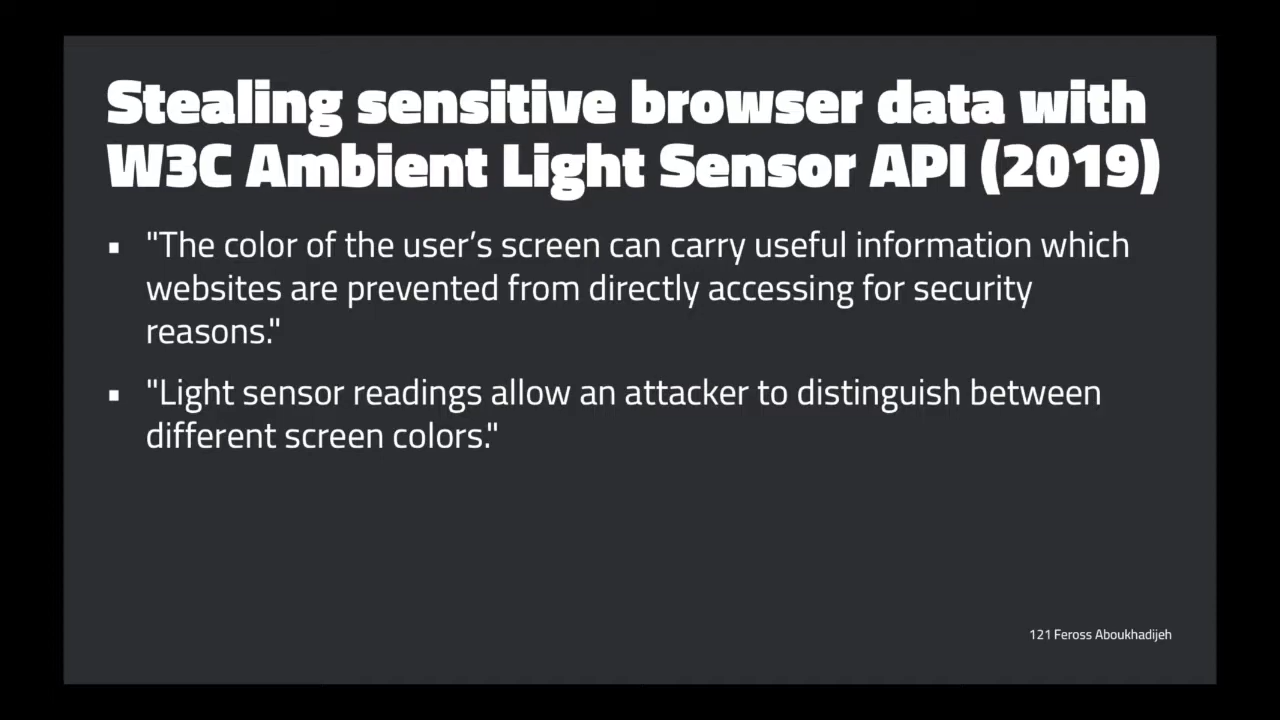 Stealing sensitive browser data with
W3C Ambient Light Sensor API (2019)
▪ "The color of the user’s screen can carry useful information which
websites are prevented from directly accessing for security
reasons."
▪ "Light sensor readings allow an attacker to distinguish between
different screen colors."
121 Feross Aboukhadijeh